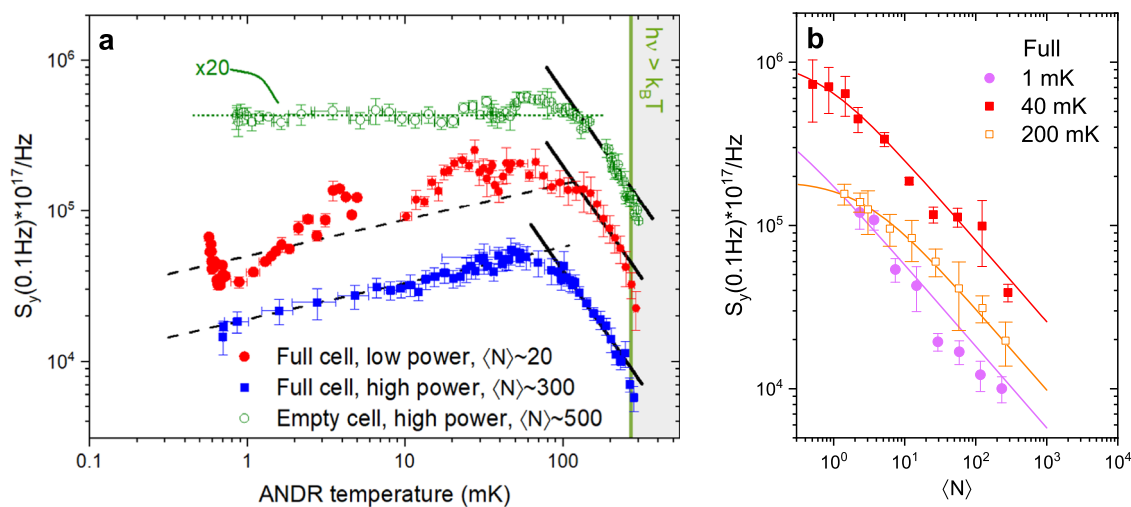 a
b
x20
hν > k_BT
S_y(0.1Hz)*10^17/Hz
10^6
10^5
10^4
Full cell, low power, ⟨N⟩~20
Full cell, high power, ⟨N⟩~300
Empty cell, high power, ⟨N⟩~500
0.1
1
10
100
ANDR temperature (mK)
Full
1 mK
40 mK
200 mK
S_y(0.1Hz)*10^17/Hz
10^6
10^5
10^4
10^0
10^1
10^2
10^3
10^4
⟨N⟩